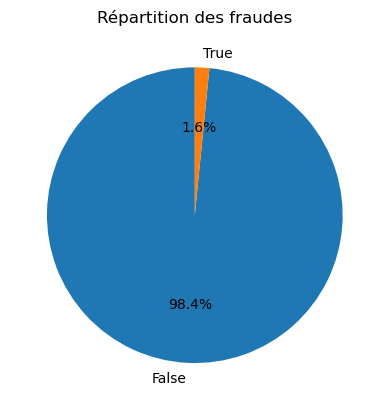 Répartition des fraudes
True
1.6%
98.4%
False